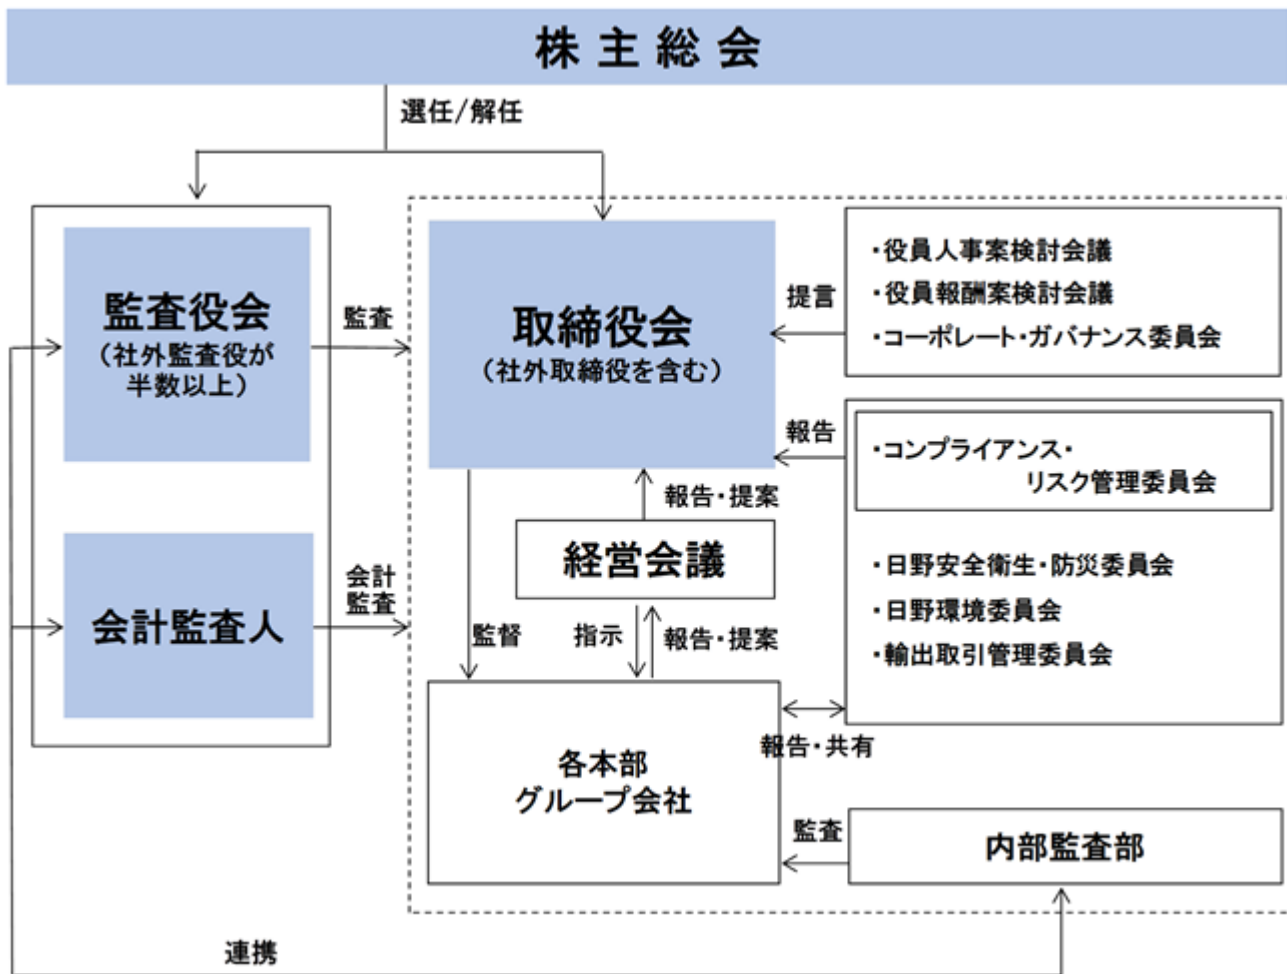 株主総会
選任/解任
監査役会
（社外監査役が
半数以上）
監査
会計監査人
会計
監査
取締役会
（社外取締役を含む）
提言
・役員人事案検討会議
・役員報酬案検討会議
・コーポレート・ガバナンス委員会
報告
・コンプライアンス・
リスク管理委員会
・日野安全衛生・防災委員会
・日野環境委員会
・輸出取引管理委員会
報告・提案
経営会議
監督
指示
報告・提案
各本部
グループ会社
報告・共有
監査
内部監査部
連携